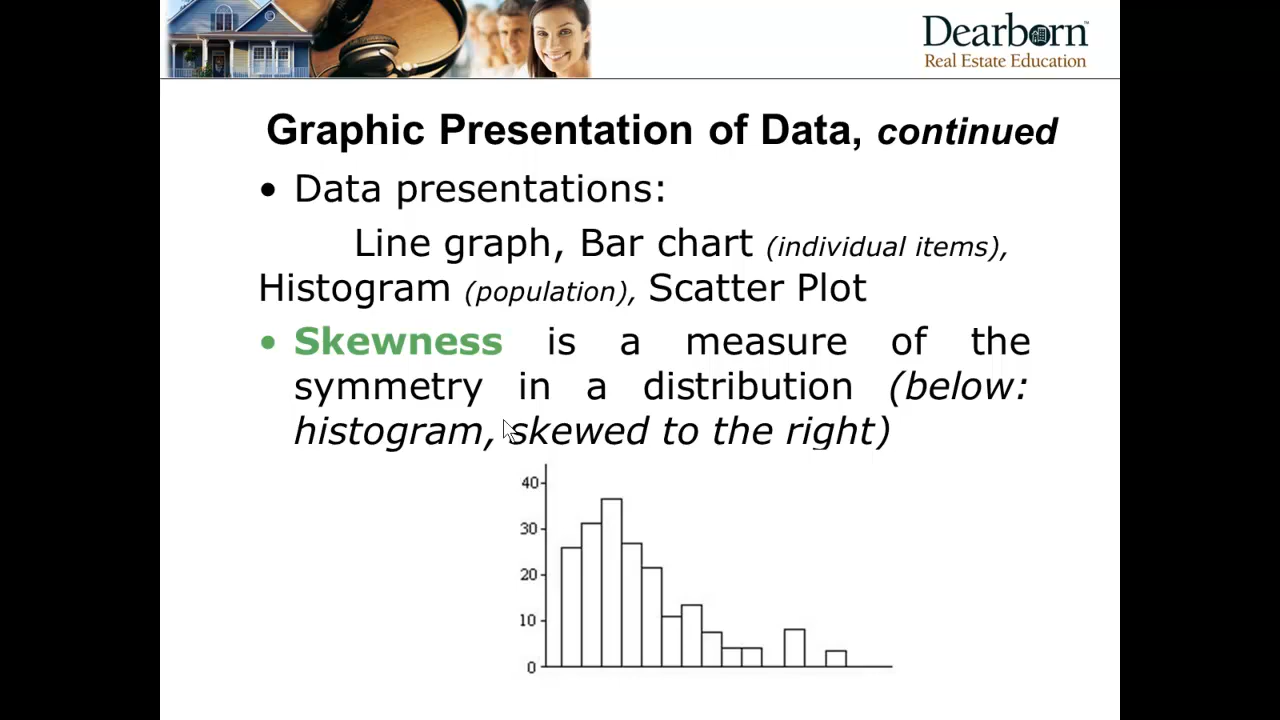 Dearborn™
Real Estate Education
Graphic Presentation of Data, continued
• Data presentations:
Line graph, Bar chart (individual items),
Histogram (population), Scatter Plot
• Skewness is a measure of the
symmetry in a distribution (below:
histogram, skewed to the right)
40
30
20
10
0